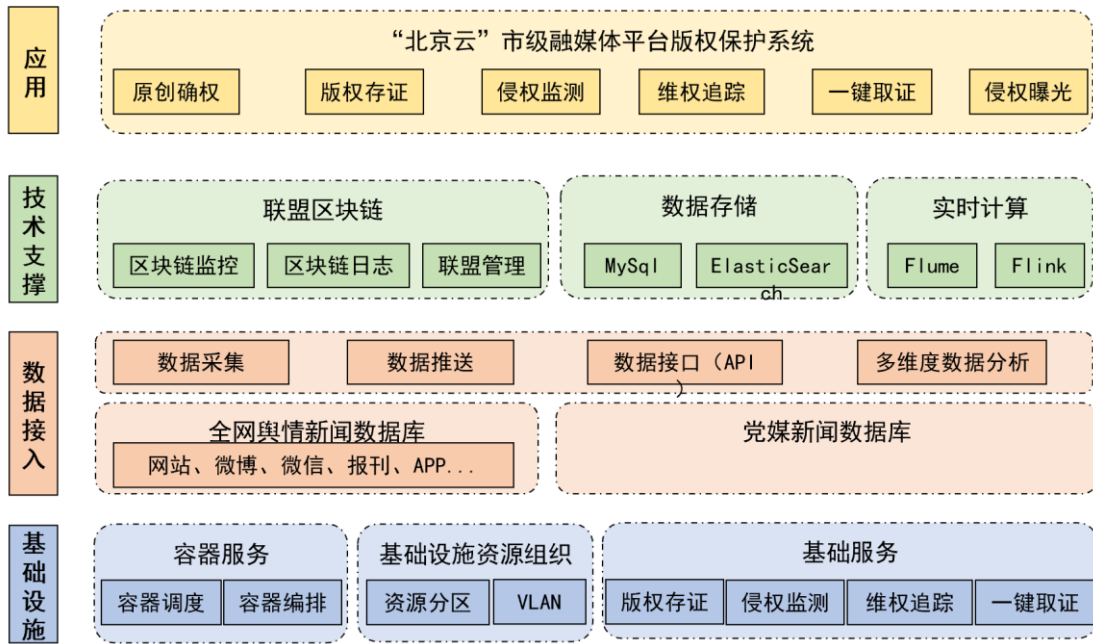 应用
“北京云”市级融媒体平台版权保护系统
原创确权
版权存证
侵权监测
维权追踪
一键取证
侵权曝光
技术支撑
联盟区块链
区块链监控
区块链日志
联盟管理
数据存储
MySql
ElasticSear
ch
实时计算
Flume
Flink
数据接入
数据采集
数据推送
数据接口（API
）
多维度数据分析
全网舆情新闻数据库
网站、微博、微信、报刊、APP...
党媒新闻数据库
基础设施
容器服务
容器调度
容器编排
基础设施资源组织
资源分区
VLAN
基础服务
版权存证
侵权监测
维权追踪
一键取证